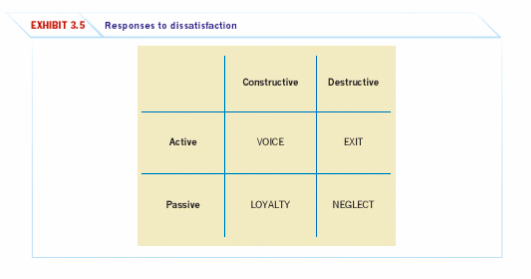 EXHIBIT 3.5 Responses to dissatisfaction
Constructive Destructive
Active VOICE EXIT
Passive LOYALTY NEGLECT